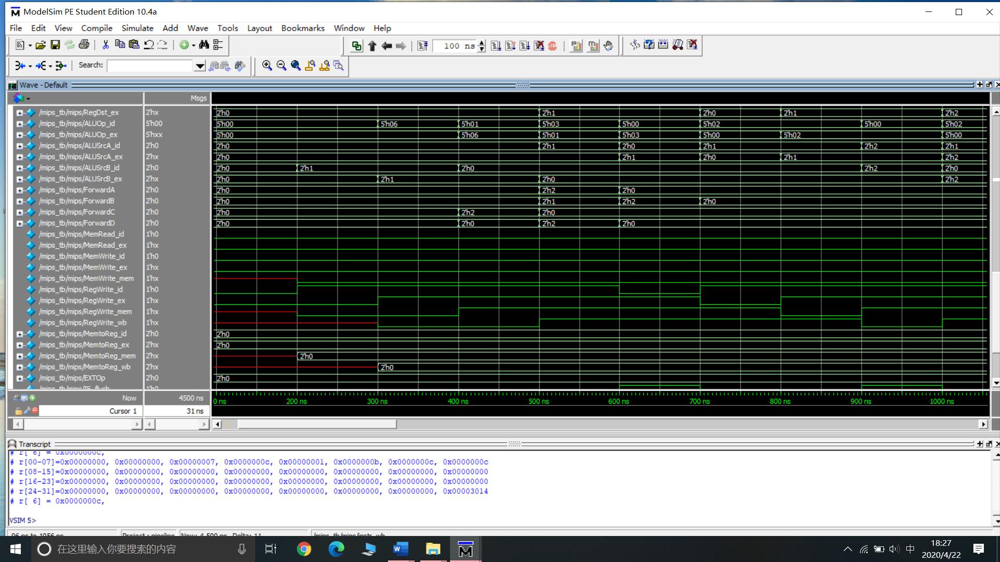 ModelSim PE Student Edition 10.4a
File Edit View Simulate Compile Add Wave Tools Layout Bookmarks Window Help
100 ns
Search:
Wave - Default
Msgs
/mips_tb/mips/RegDst_ex 2'hx 2'h0 2'h1 2'h0 2'h1 2'h2
/mips_tb/mips/ALUOp_id 5'h00 5'h00 5'h06 5'h01 5'h03 5'h00 5'h02 5'h00 5'h02
/mips_tb/mips/ALUOp_ex 5'hxx 5'h00 5'h06 5'h01 5'h03 5'h00 5'h02 5'h00
/mips_tb/mips/ALUSrcA_id 2'h0 2'h0 2'h1 2'h0 2'h1 2'h2 2'h1
/mips_tb/mips/ALUSrcA_ex 2'hx 2'h0 2'h1 2'h0 2'h1 2'h2
/mips_tb/mips/ALUSrcB_id 2'h0 2'h0 2'h1 2'h0 2'h2 2'h0
/mips_tb/mips/ALUSrcB_ex 2'hx 2'h0 2'h1 2'h0 2'h2
/mips_tb/mips/ForwardA 2'h0 2'h0 2'h2 2'h0
/mips_tb/mips/ForwardB 2'h0 2'h0 2'h1 2'h2 2'h0
/mips_tb/mips/ForwardC 2'h0 2'h0 2'h2 2'h0
/mips_tb/mips/ForwardD 2'h0 2'h0 2'h0 2'h2 2'h0
/mips_tb/mips/MemRead_id 1'h0
/mips_tb/mips/MemRead_ex 1'hx
/mips_tb/mips/MemWrite_id 1'h0
/mips_tb/mips/MemWrite_ex 1'hx
/mips_tb/mips/MemWrite_mem 1'hx
/mips_tb/mips/RegWrite_id 1'h0
/mips_tb/mips/RegWrite_ex 1'hx
/mips_tb/mips/RegWrite_mem 1'hx
/mips_tb/mips/RegWrite_wb 1'hx
/mips_tb/mips/MemtoReg_id 2'h0 2'h0
/mips_tb/mips/MemtoReg_ex 2'hx 2'h0
/mips_tb/mips/MemtoReg_mem 2'hx 2'h0
/mips_tb/mips/MemtoReg_wb 2'hx 2'h0
/mips_tb/mips/EXTOp 2'h0 2'h0
Now 4500 ns 0 ns 200 ns 300 ns 400 ns 500 ns 600 ns 700 ns 800 ns 900 ns 1000 ns
Cursor 1 31 ns
Transcript
# r[ 6] = 0x0000000c,
# r[00-07]=0x00000000, 0x00000000, 0x00000007, 0x0000000c, 0x00000001, 0x0000000b, 0x0000000c, 0x0000000c
# r[08-15]=0x00000000, 0x00000000, 0x00000000, 0x00000000, 0x00000000, 0x00000000, 0x00000000, 0x00000000
# r[16-23]=0x00000000, 0x00000000, 0x00000000, 0x00000000, 0x00000000, 0x00000000, 0x00000000, 0x00000000
# r[24-31]=0x00000000, 0x00000000, 0x00000000, 0x00000000, 0x00000000, 0x00000000, 0x00000000, 0x00003014
# r[ 6] = 0x0000000c,
VSIM 5>
在这里输入你要搜索的内容
中
18:27
2020/4/22